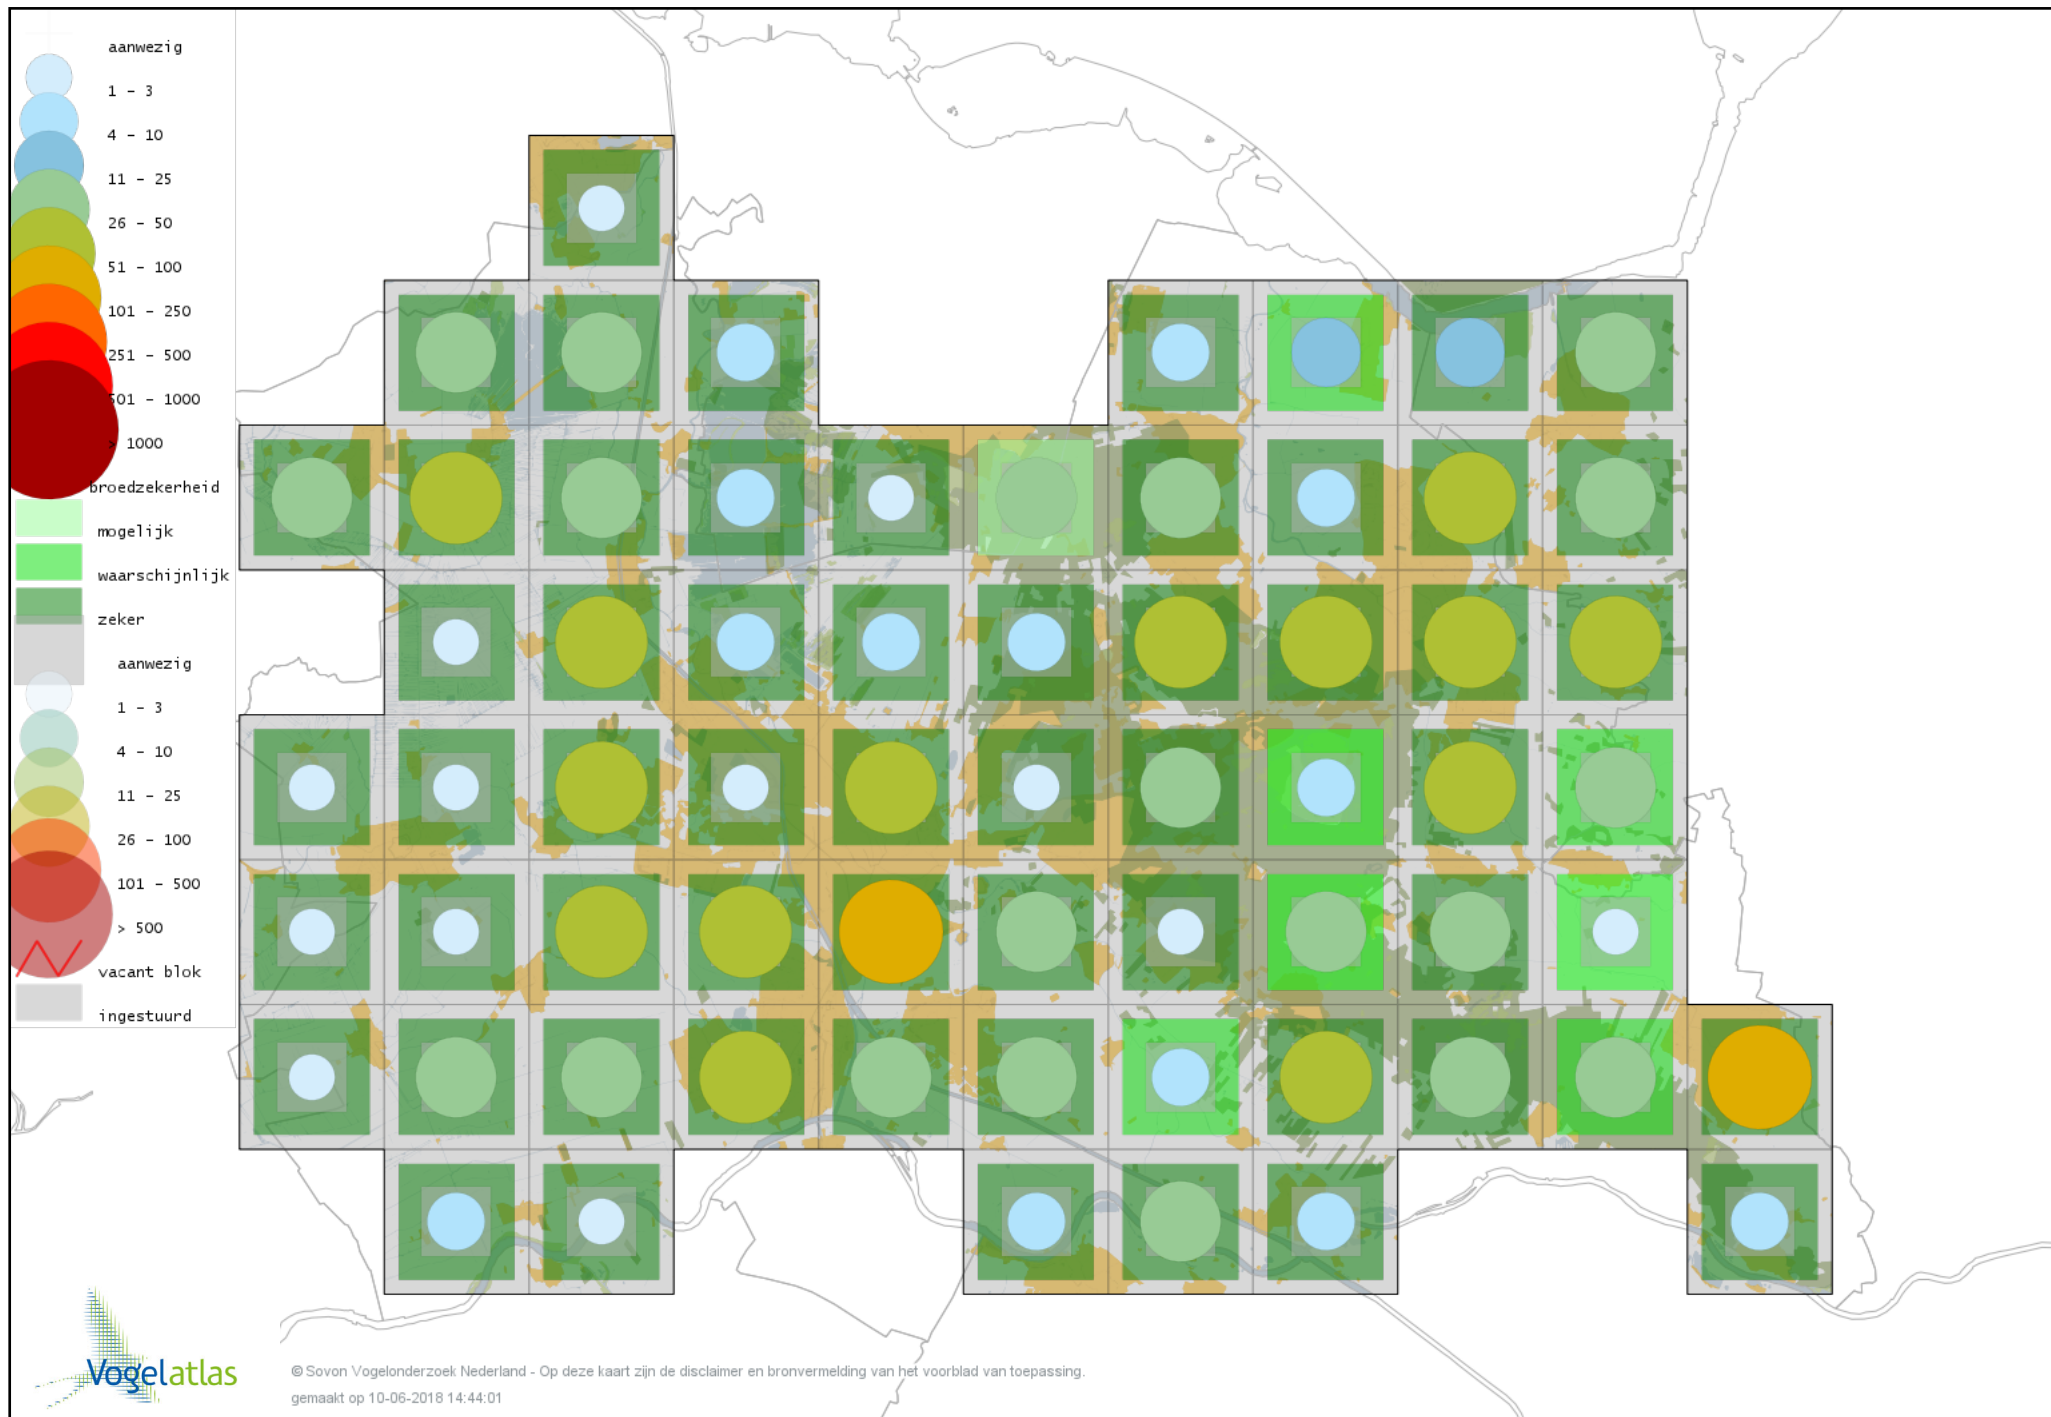 aanwezig
1 - 3
4 - 10
11 - 25
26 - 50
51 - 100
101 - 250
251 - 500
501 - 1000
> 1000
broedzekerheid
mogelijk
waarschijnlijk
zeker
aanwezig
1 - 3
4 - 10
11 - 25
26 - 100
101 - 500
> 500
vacant blok
ingestuurd
Vogelatlas
© Sovon Vogelonderzoek Nederland - Op deze kaart zijn de disclaimer en bronvermelding van het voorblad van toepassing.
gemaakt op 10-06-2018 14:44:01